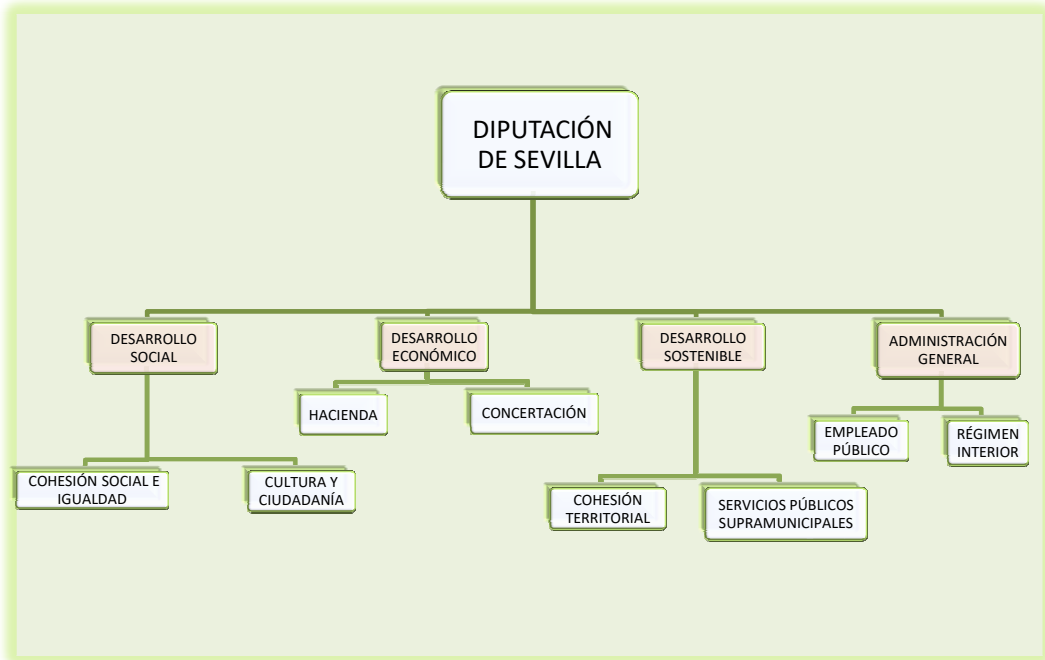 DIPUTACIÓN
DE SEVILLA
DESARROLLO
SOCIAL
DESARROLLO
ECONÓMICO
DESARROLLO
SOSTENIBLE
ADMINISTRACIÓN
GENERAL
HACIENDA
CONCERTACIÓN
EMPLEADO
PÚBLICO
RÉGIMEN
INTERIOR
COHESIÓN SOCIAL E
IGUALDAD
CULTURA Y
CIUDADANÍA
COHESIÓN
TERRITORIAL
SERVICIOS PÚBLICOS
SUPRAMUNICIPALES